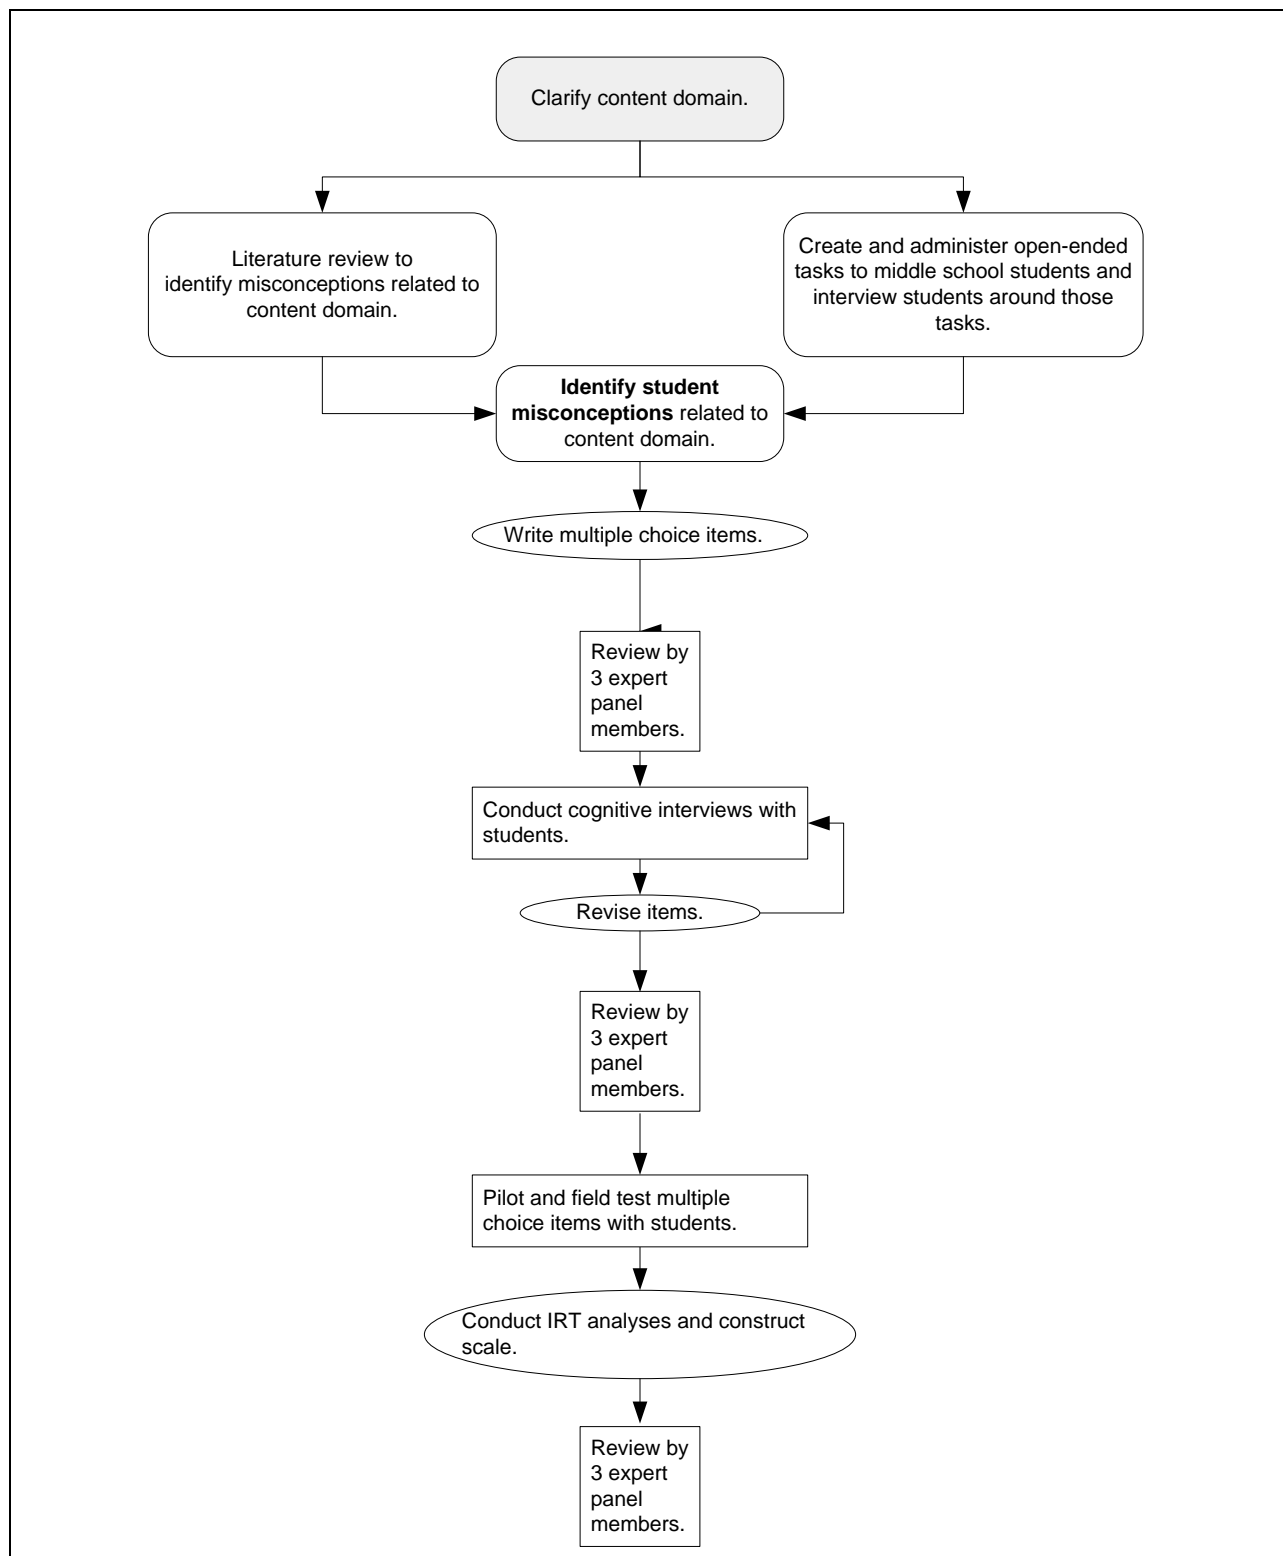 Clarify content domain.
Literature review to
identify misconceptions related to
content domain.
Create and administer open-ended
tasks to middle school students and
interview students around those
tasks.
Identify student
misconceptions related to
content domain.
Write multiple choice items.
Review by
3 expert
panel
members.
Conduct cognitive interviews with
students.
Revise items.
Review by
3 expert
panel
members.
Pilot and field test multiple
choice items with students.
Conduct IRT analyses and construct
scale.
Review by
3 expert
panel
members.